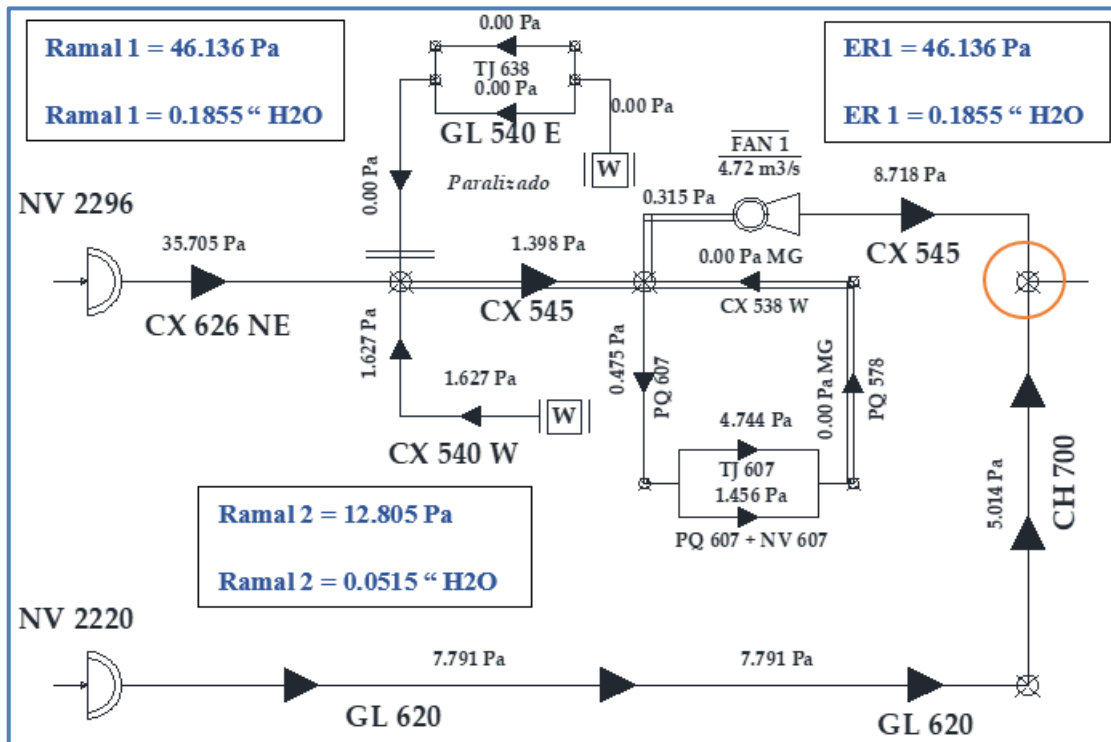 Ramal 1 = 46.136 Pa
Ramal 1 = 0.1855 “ H2O
0.00 Pa
TJ 638
0.00 Pa
GL 540 E
0.00 Pa
W
Paralizado
0.00 Pa
ER1 = 46.136 Pa
ER 1 = 0.1855 “ H2O
FAN 1
4.72 m3/s
0.315 Pa
8.718 Pa
CX 545
NV 2296
35.705 Pa
CX 626 NE
1.398 Pa
CX 545
0.00 Pa MG
CX 538 W
1.627 Pa
1.627 Pa
W
CX 540 W
0.475 Pa
PQ 607
4.744 Pa
TJ 607
1.456 Pa
PQ 607 + NV 607
0.00 Pa MG
PQ 578
5.014 Pa
CH 700
Ramal 2 = 12.805 Pa
Ramal 2 = 0.0515 “ H2O
NV 2220
7.791 Pa
7.791 Pa
GL 620
GL 620